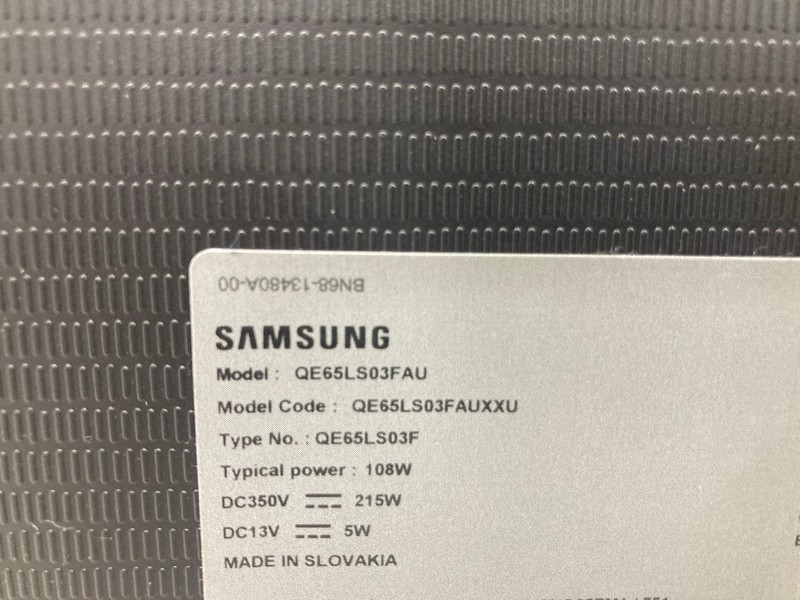 BN68-13480A-00
SAMSUNG
Model : QE65LS03FAU
Model Code : QE65LS03FAUXXU
Type No. : QE65LS03F
Typical power : 108W
DC350V 215W
DC13V 5W
MADE IN SLOVAKIA